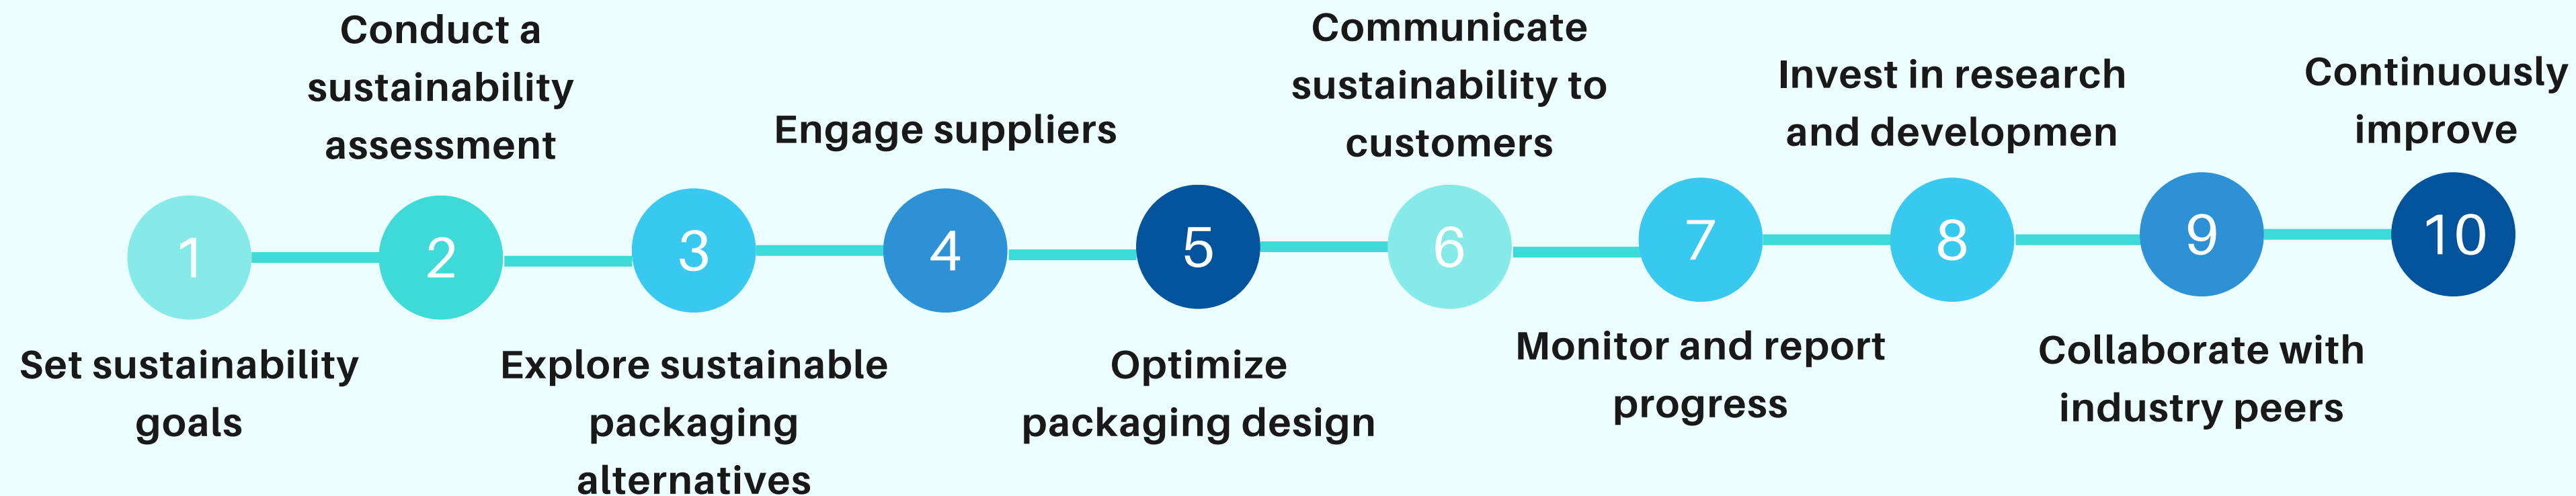 1
Set sustainability
goals
2
Conduct a
sustainability
assessment
3
Explore sustainable
packaging
alternatives
4
Engage suppliers
5
Optimize
packaging design
6
Communicate
sustainability to
customers
7
Monitor and report
progress
8
Invest in research
and developmen
9
Collaborate with
industry peers
10
Continuously
improve